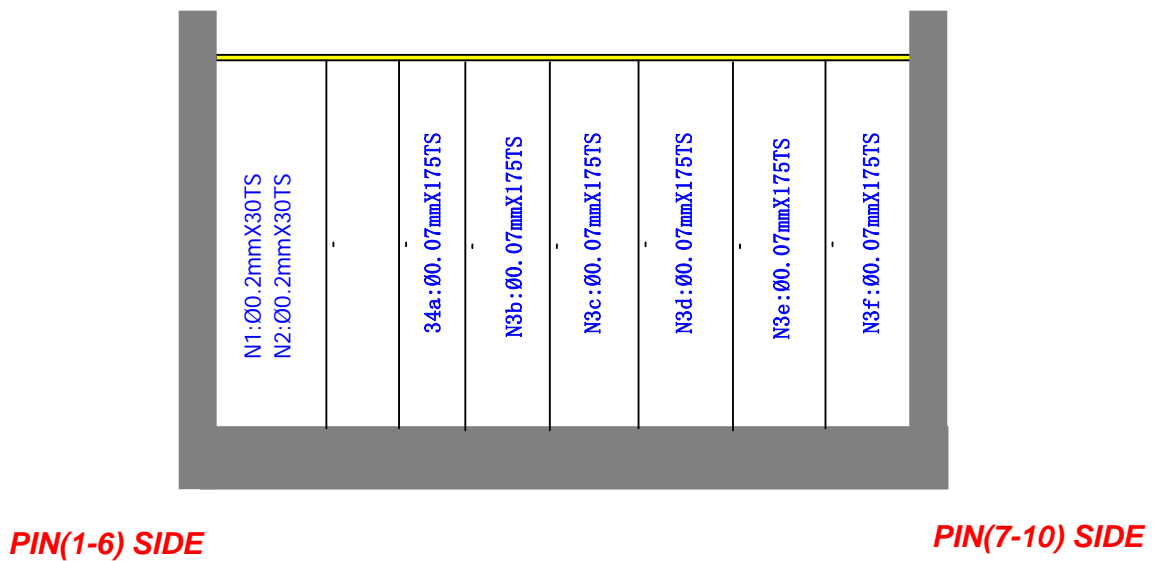 N1:Ø0.2mmX30TS
N2:Ø0.2mmX30TS
34a:Ø0.07mmX175TS
N3b:Ø0.07mmX175TS
N3c:Ø0.07mmX175TS
N3d:Ø0.07mmX175TS
N3e:Ø0.07mmX175TS
N3f:Ø0.07mmX175TS
PIN(1-6) SIDE
PIN(7-10) SIDE